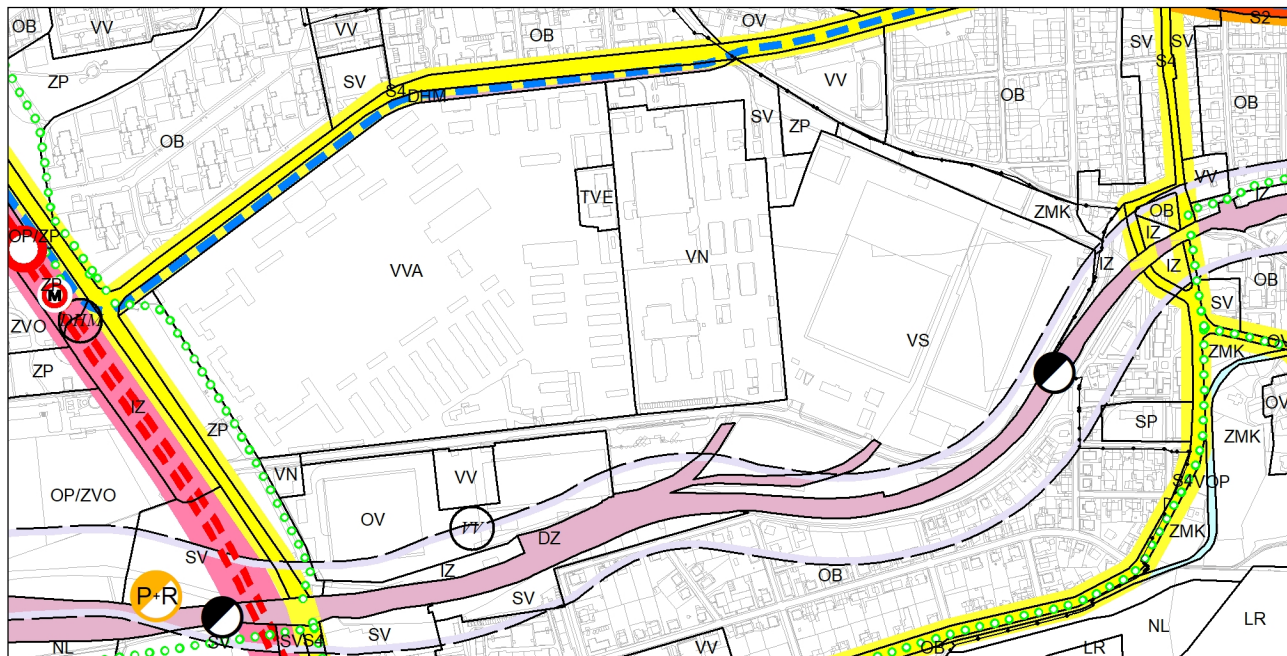 OB
VV
VV
OB
OV
S2
SV
SV
S4
ZP
SV
S4
DHM
VV
OB
OB
OB
SV
ZP
TVE
VV
IZ
ZMK
OB
IZ
OP/ZP
VN
VVA
IZ
IZ
OB
ZP
M
SV
ZVO
DHM
VS
OV
ZP
ZMK
IZ
OV
SP
ZP
ZMK
VN
VV
OP/ZVO
OV
S4
VOP
VV
ZMK
DZ
SV
IZ
OB
P+R
SV
SV
SV
S4
SV
NL
VV
OB
LR
NL
LR